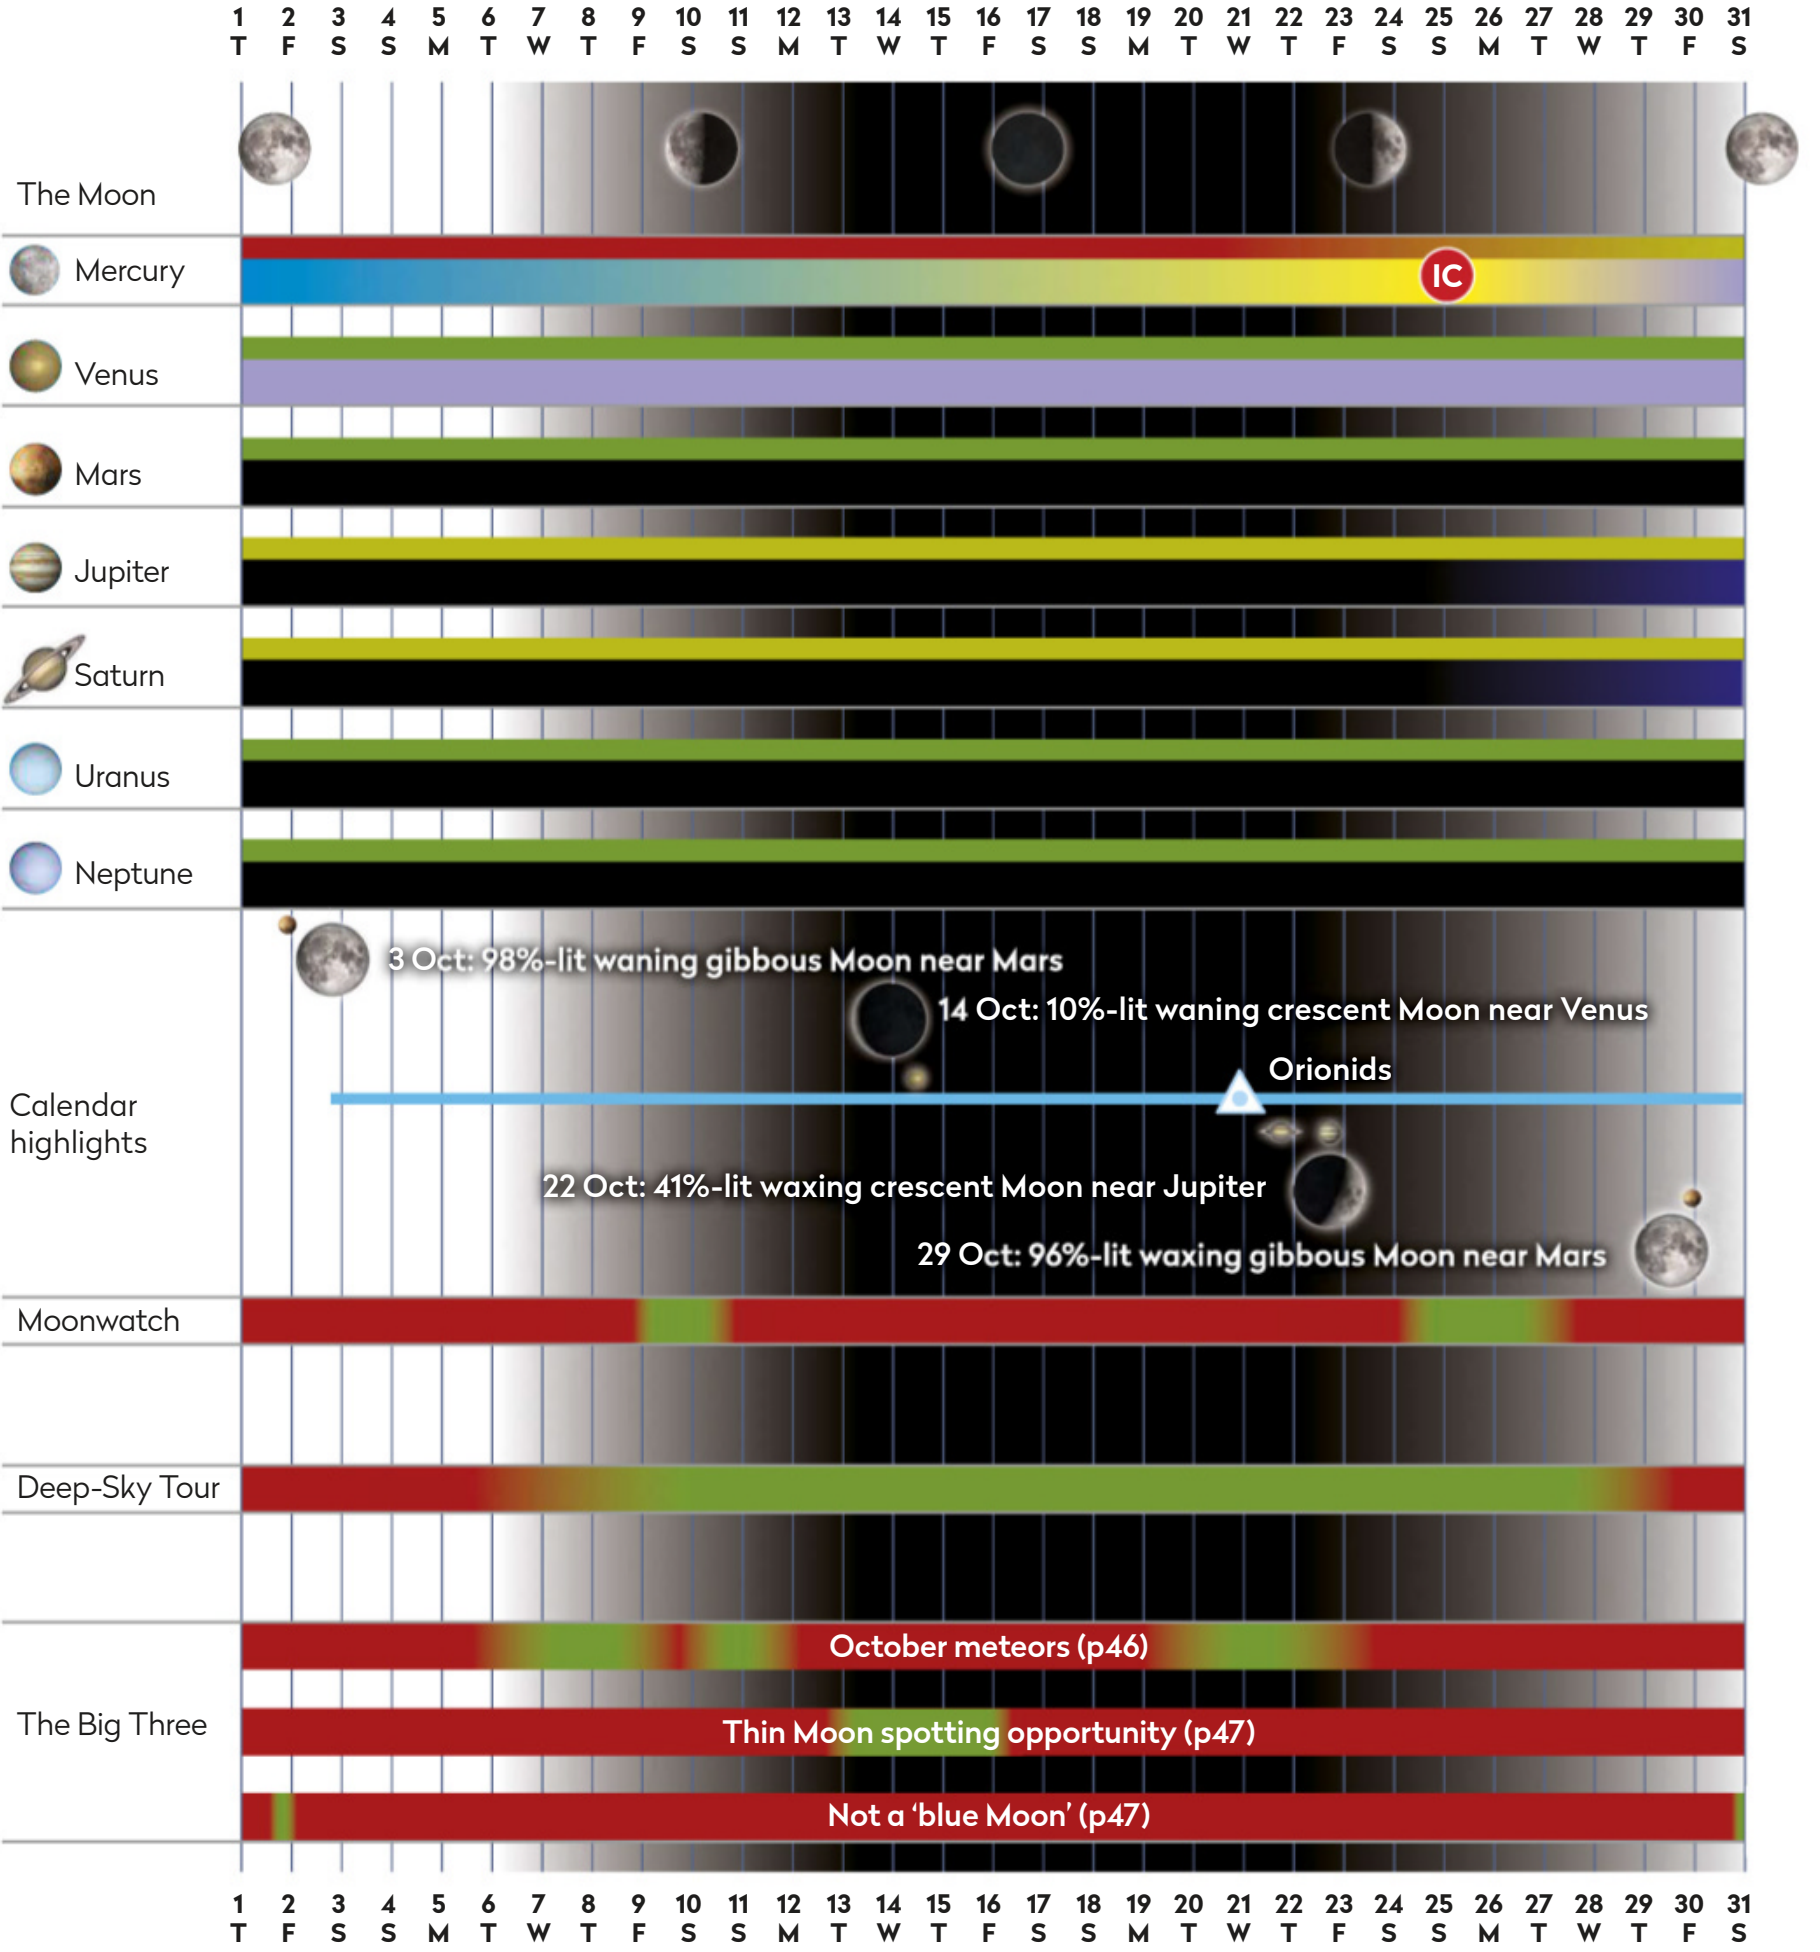 1 2 3 4 5 6 7 8 9 10 11 12 13 14 15 16 17 18 19 20 21 22 23 24 25 26 27 28 29 30 31
T F S S M T W T F S S M T W T F S S M T W T F S S M T W T F S
The Moon
Mercury
IC
Venus
Mars
Jupiter
Saturn
Uranus
Neptune
3 Oct: 98%-lit waning gibbous Moon near Mars
14 Oct: 10%-lit waning crescent Moon near Venus
Orionids
Calendar
highlights
22 Oct: 41%-lit waxing crescent Moon near Jupiter
29 Oct: 96%-lit waxing gibbous Moon near Mars
Moonwatch
Deep-Sky Tour
October meteors (p46)
The Big Three
Thin Moon spotting opportunity (p47)
Not a ‘blue Moon’ (p47)
1 2 3 4 5 6 7 8 9 10 11 12 13 14 15 16 17 18 19 20 21 22 23 24 25 26 27 28 29 30 31
T F S S M T W T F S S M T W T F S S M T W T F S S M T W T F S